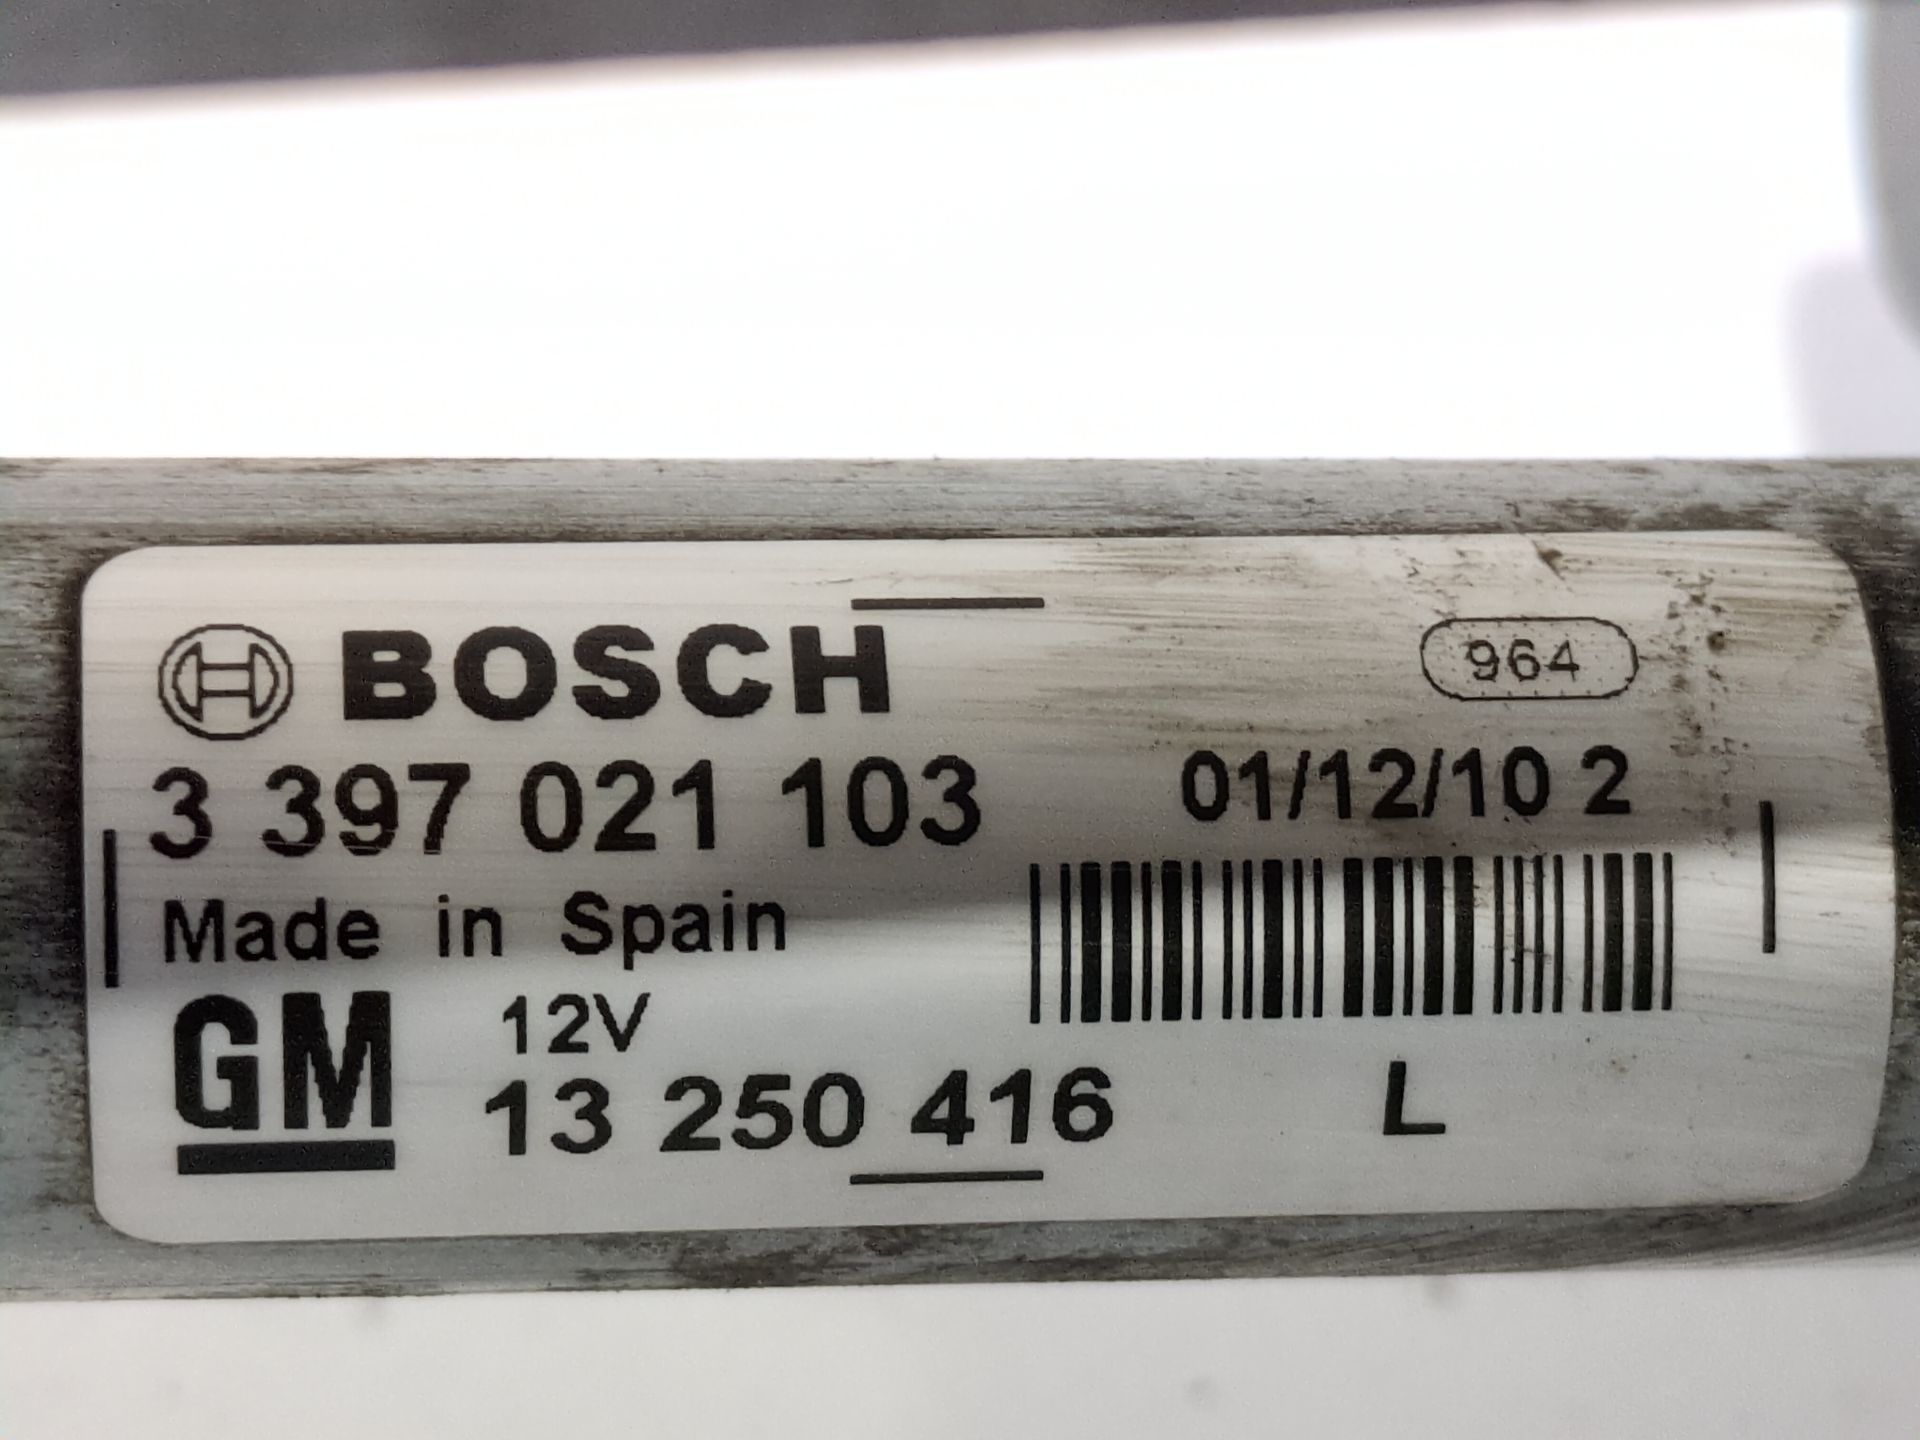 BOSCH
964
3 397 021 103
01/12/10 2
Made in Spain
GM
12V
13 250 416
L